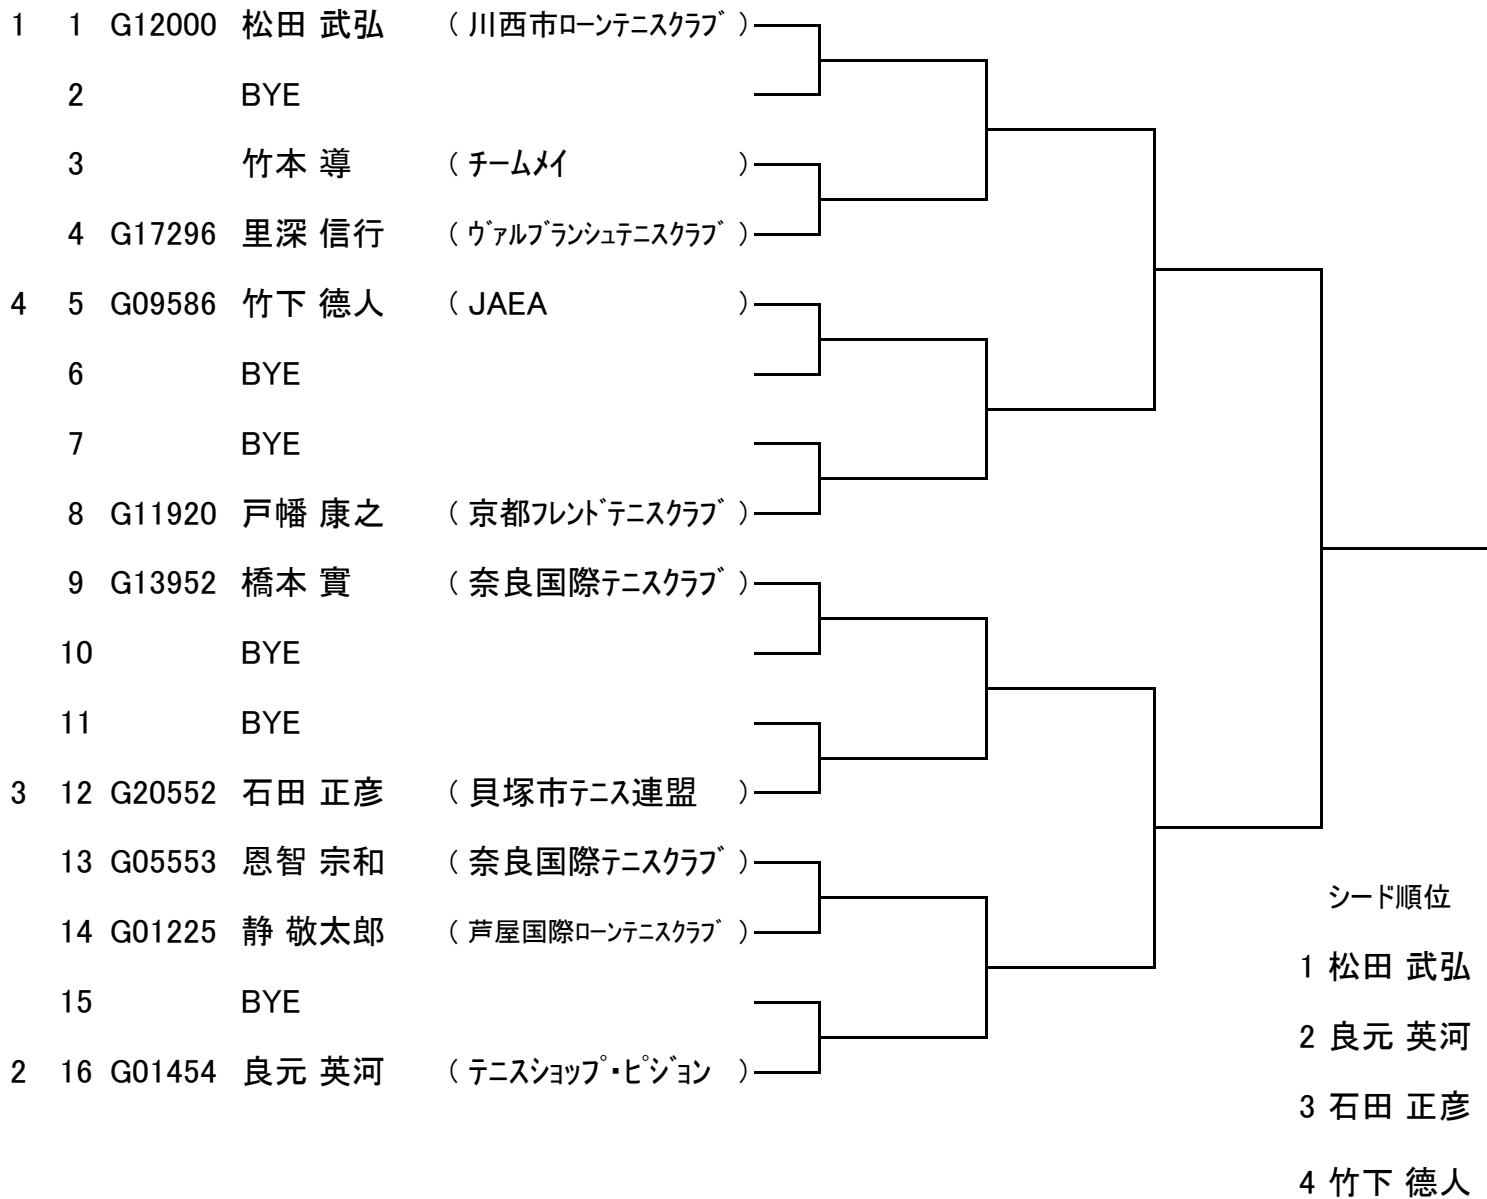 1 1 G12000 松田 武弘 ( 川西市ﾛｰﾝﾃﾆｽｸﾗﾌﾞ )
2 BYE
3 竹本 導 ( ﾁｰﾑﾒｲ )
4 G17296 里深 信行 ( ｳﾞｧﾙﾌﾞﾗﾝｼｭﾃﾆｽｸﾗﾌﾞ )
4 5 G09586 竹下 德人 ( JAEA )
6 BYE
7 BYE
8 G11920 戸幡 康之 ( 京都ﾌﾚﾝﾄﾞﾃﾆｽｸﾗﾌﾞ )
9 G13952 橋本 實 ( 奈良国際ﾃﾆｽｸﾗﾌﾞ )
10 BYE
11 BYE
3 12 G20552 石田 正彦 ( 貝塚市ﾃﾆｽ連盟 )
13 G05553 恩智 宗和 ( 奈良国際ﾃﾆｽｸﾗﾌﾞ )
14 G01225 静 敬太郎 ( 芦屋国際ﾛｰﾝﾃﾆｽｸﾗﾌﾞ )
15 BYE
2 16 G01454 良元 英河 ( ﾃﾆｽｼｮｯﾌﾟ･ﾋﾟｼﾞｮﾝ )
シード順位
1 松田 武弘
2 良元 英河
3 石田 正彦
4 竹下 德人